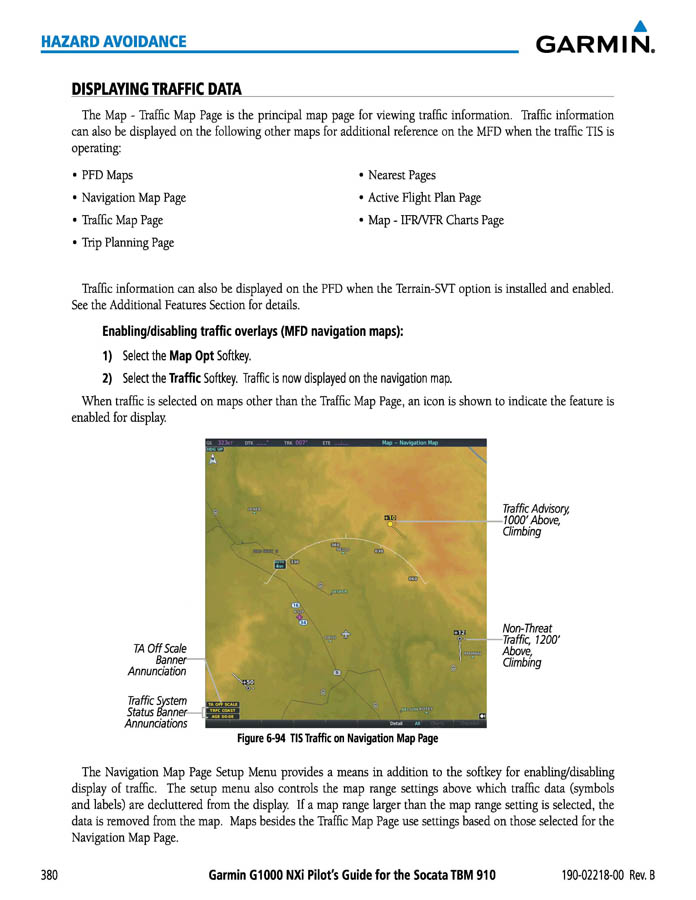 HAZARD AVOIDANCE
GARMIN
DISPLAYING TRAFFIC DATA
The Map - Traffic Map Page is the principal map page for viewing traffic information. Traffic information
can also be displayed on the following other maps for additional reference on the MFD when the traffic TIS is
operating:
• PFD Maps
• Navigation Map Page
• Traffic Map Page
• Trip Planning Page
• Nearest Pages
• Active Flight Plan Page
• Map - IFR/VFR Charts Page
Traffic information can also be displayed on the PFD when the Terrain-SVT option is installed and enabled.
See the Additional Features Section for details.
Enabling/disabling traffic overlays (MFD navigation maps):
1) Select the Map Opt Softkey.
2) Select the Traffic Softkey. Traffic is now displayed on the navigation map.
When traffic is selected on maps other than the Traffic Map Page, an icon is shown to indicate the feature is
enabled for display.
GS 323KT DTK ___° TRK 007° ETE __:__ Map - Navigation Map
HDG UP
+10
+12
+50
TA OFF SCALE
TRFC COAST
AGE 00:00
Detail All
Traffic Advisory,
1000' Above,
Climbing
Non-Threat
Traffic, 1200'
Above,
Climbing
TA Off Scale
Banner
Annunciation
Traffic System
Status Banner
Annunciations
Figure 6-94 TIS Traffic on Navigation Map Page
The Navigation Map Page Setup Menu provides a means in addition to the softkey for enabling/disabling
display of traffic. The setup menu also controls the map range settings above which traffic data (symbols
and labels) are decluttered from the display. If a map range larger than the map range setting is selected, the
data is removed from the map. Maps besides the Traffic Map Page use settings based on those selected for the
Navigation Map Page.
380
Garmin G1000 NXi Pilot's Guide for the Socata TBM 910
190-02218-00 Rev. B